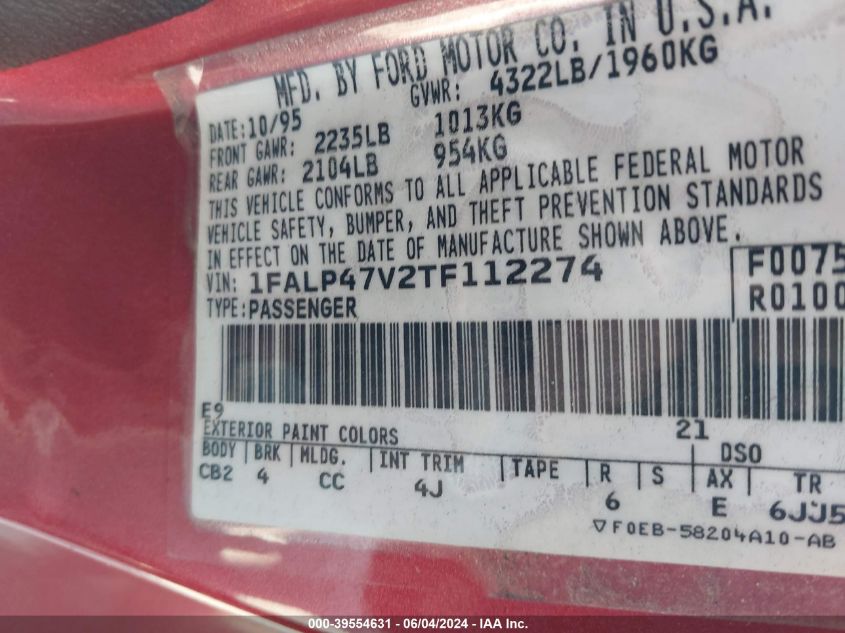 MFD. BY FORD MOTOR CO. IN U.S.A.
GVWR: 4322LB/1960KG
DATE: 10/95
FRONT GAWR: 2235LB 1013KG
REAR GAWR: 2104LB 954KG
THIS VEHICLE CONFORMS TO ALL APPLICABLE FEDERAL MOTOR
VEHICLE SAFETY, BUMPER, AND THEFT PREVENTION STANDARDS
IN EFFECT ON THE DATE OF MANUFACTURE SHOWN ABOVE.
VIN: 1FALP47V2TF112274
F0075
TYPE: PASSENGER
R0100
E9
21
EXTERIOR PAINT COLORS
DSO
BODY BRK MLDG. INT TRIM TAPE R S AX TR
CB2 4 CC 4J 6 E 6JJ5
F0EB-58204A10-AB
000-39554631 - 06/04/2024 - IAA Inc.